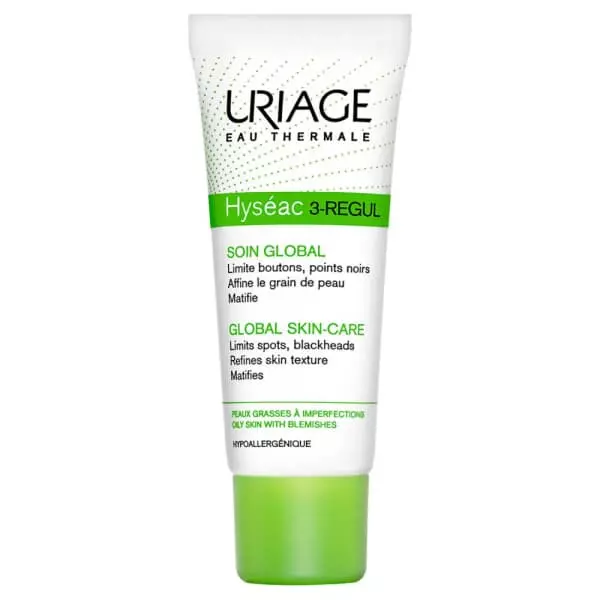 URIAGE
EAU THERMALE
Hyséac 3-REGUL
SOIN GLOBAL
Limite boutons, points noirs
Affine le grain de peau
Matifie
GLOBAL SKIN-CARE
Limits spots, blackheads
Refines skin texture
Matifies
PEAUX GRASSES À IMPERFECTIONS
OILY SKIN WITH BLEMISHES
HYPOALLERGÉNIQUE